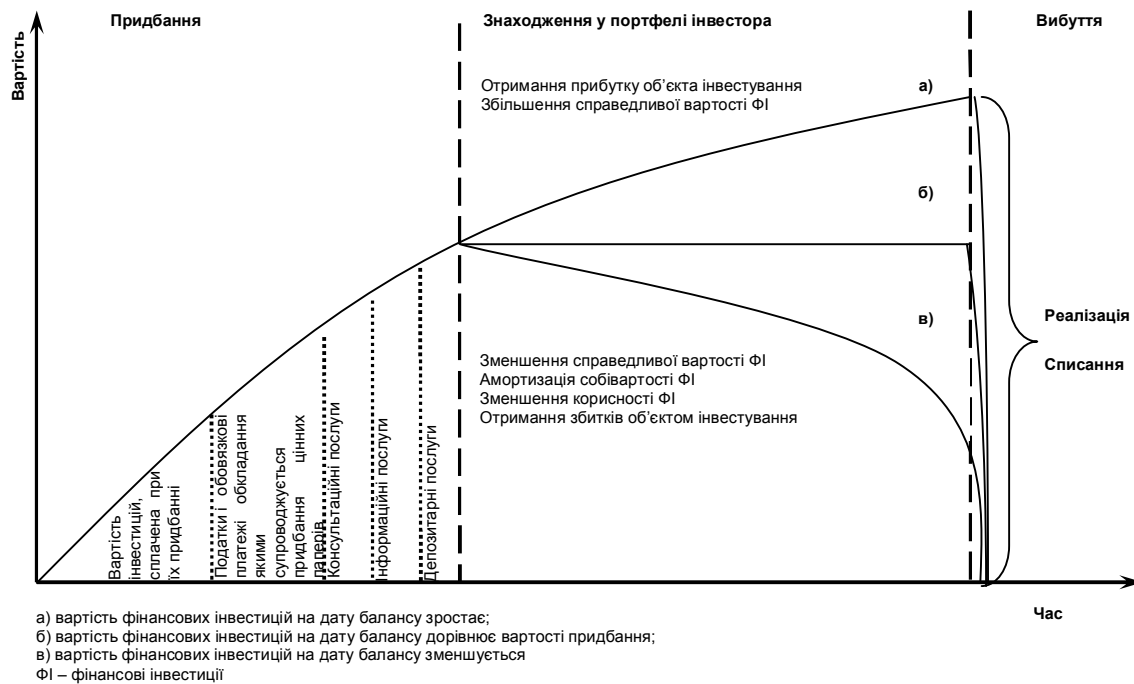 Придбання
Знаходження у портфелі інвестора
Вибуття
Вартість
Отримання прибутку об'єкта інвестування
Збільшення справедливої вартості ФІ
а)
б)
в)
Реалізація
Списання
Зменшення справедливої вартості ФІ
Амортизація собівартості ФІ
Зменшення корисності ФІ
Отримання збитків об'єктом інвестування
Вартість
інвестицій,
сплачена при
їх придбанні
Податки і обовязкові
платежі обкладання
якими
супроводжується
придбання цінних
паперів
Консультаційні послуги
Інформаційні послуги
Депозитарні послуги
Час
а) вартість фінансових інвестицій на дату балансу зростає;
б) вартість фінансових інвестицій на дату балансу дорівнює вартості придбання;
в) вартість фінансових інвестицій на дату балансу зменшується
ФІ – фінансові інвестиції